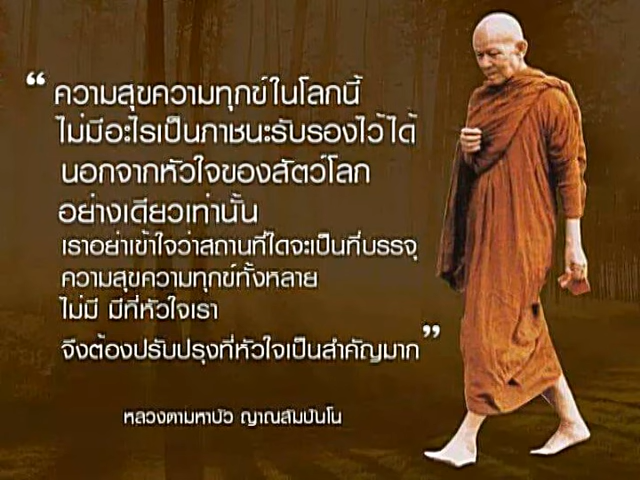 “ ความสุขความทุกข์ในโลกนี้
ไม่มีอะไรเป็นภาชนะรับรองไว้ได้
นอกจากหัวใจของสัตว์โลก
อย่างเดียวเท่านั้น
เราอย่าเข้าใจว่าสถานที่ใดจะเป็นที่บรรจุ
ความสุขความทุกข์ทั้งหลาย
ไม่มี มีที่หัวใจเรา
จึงต้องปรับปรุงที่หัวใจเป็นสำคัญมาก ”
หลวงตามหาบัว ญาณสัมปันโน